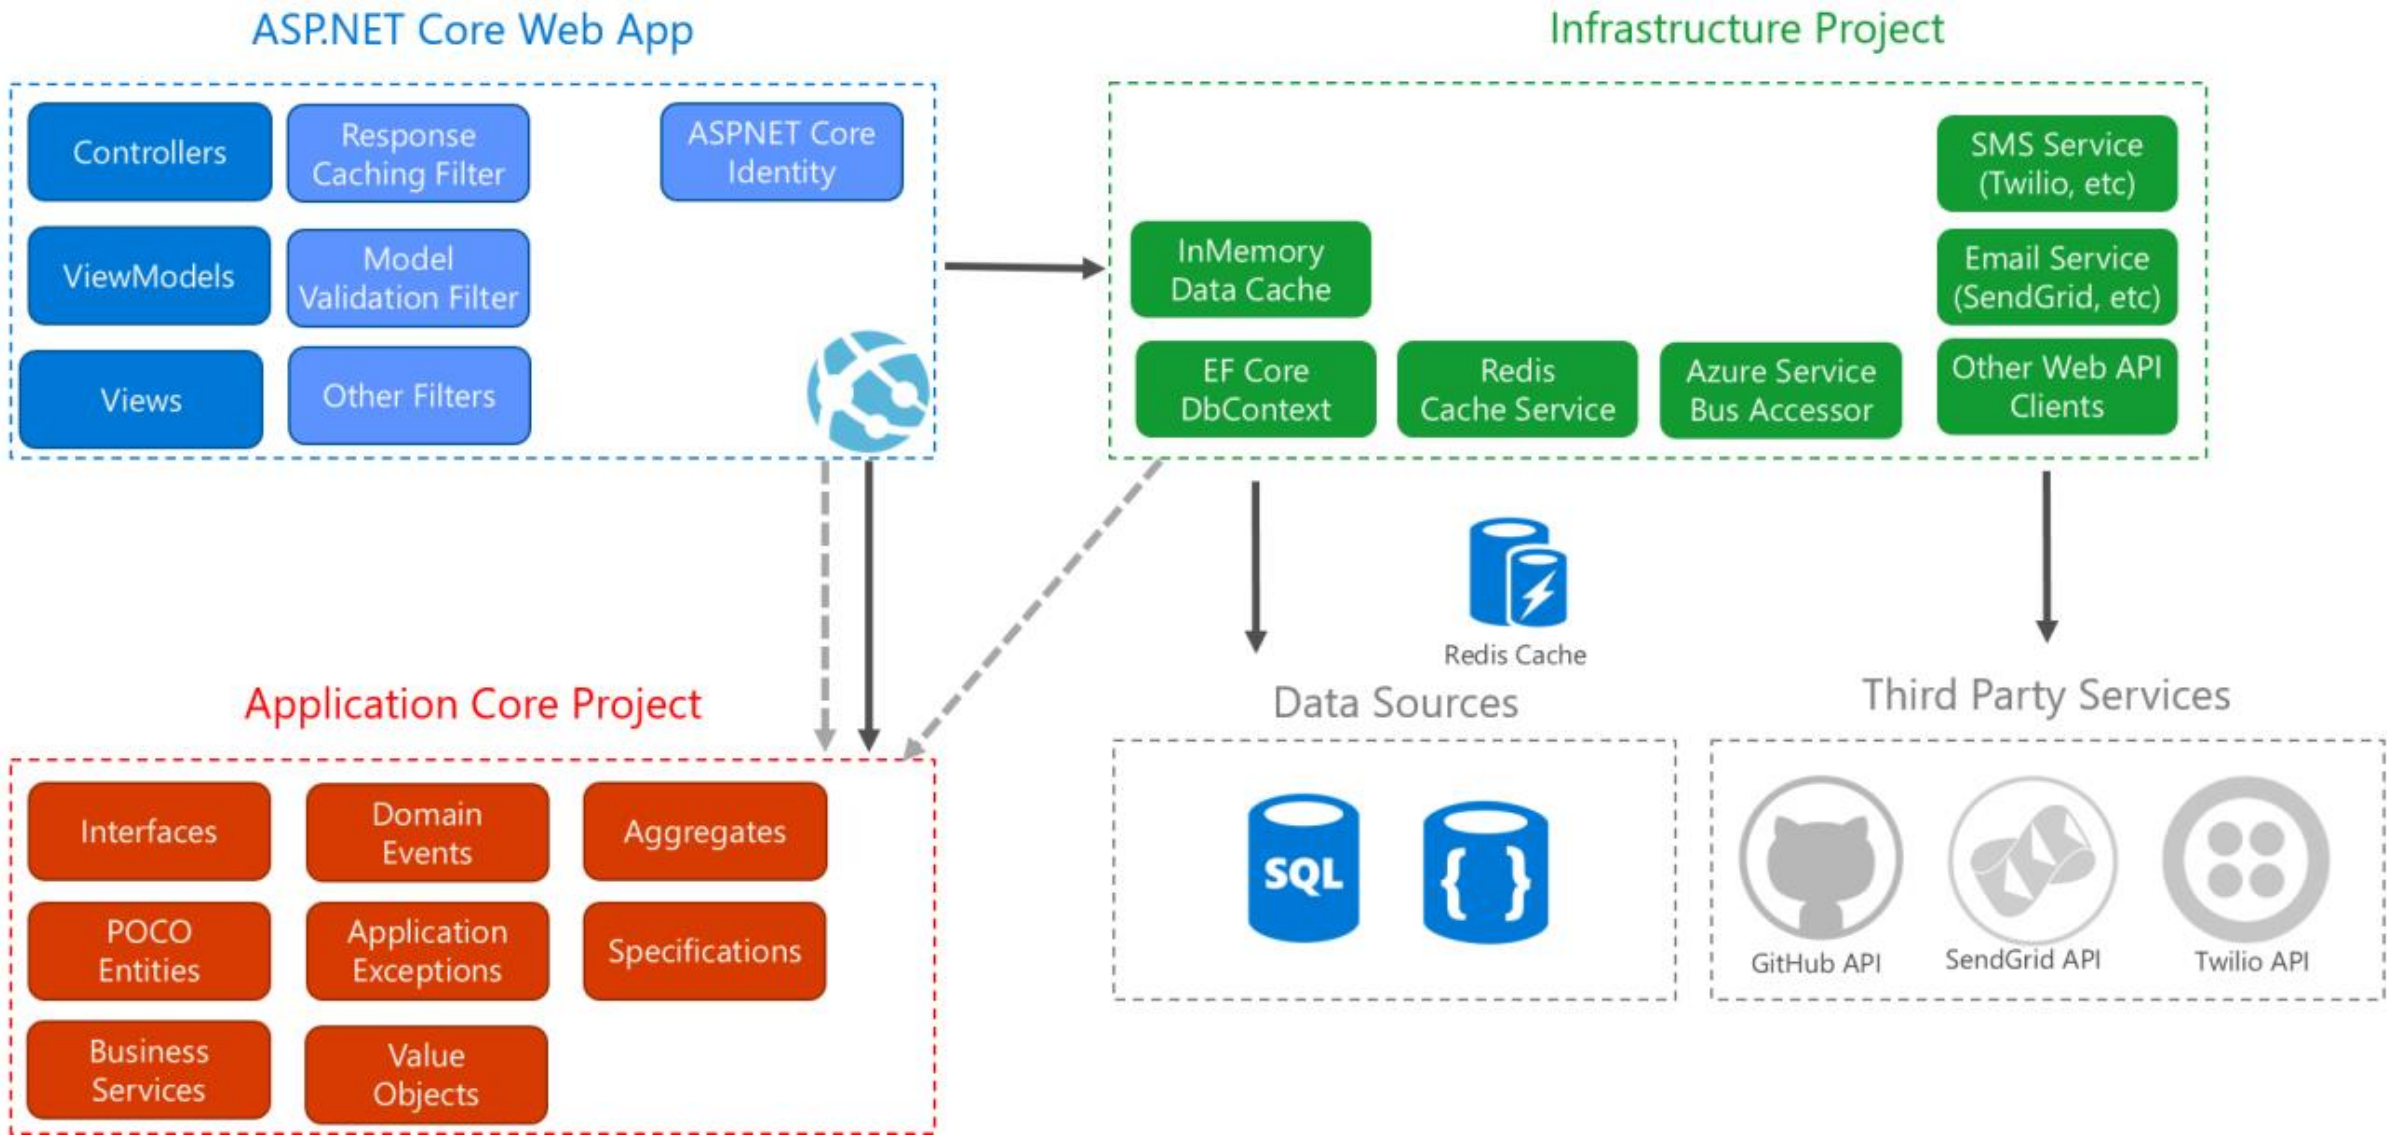 ASP.NET Core Web App
Controllers
Response
Caching Filter
ASPNET Core
Identity
ViewModels
Model
Validation Filter
Views
Other Filters
Infrastructure Project
SMS Service
(Twilio, etc)
InMemory
Data Cache
Email Service
(SendGrid, etc)
EF Core
DbContext
Redis
Cache Service
Azure Service
Bus Accessor
Other Web API
Clients
Redis Cache
Application Core Project
Interfaces
Domain
Events
Aggregates
POCO
Entities
Application
Exceptions
Specifications
Business
Services
Value
Objects
Data Sources
SQL
{ }
Third Party Services
GitHub API
SendGrid API
Twilio API